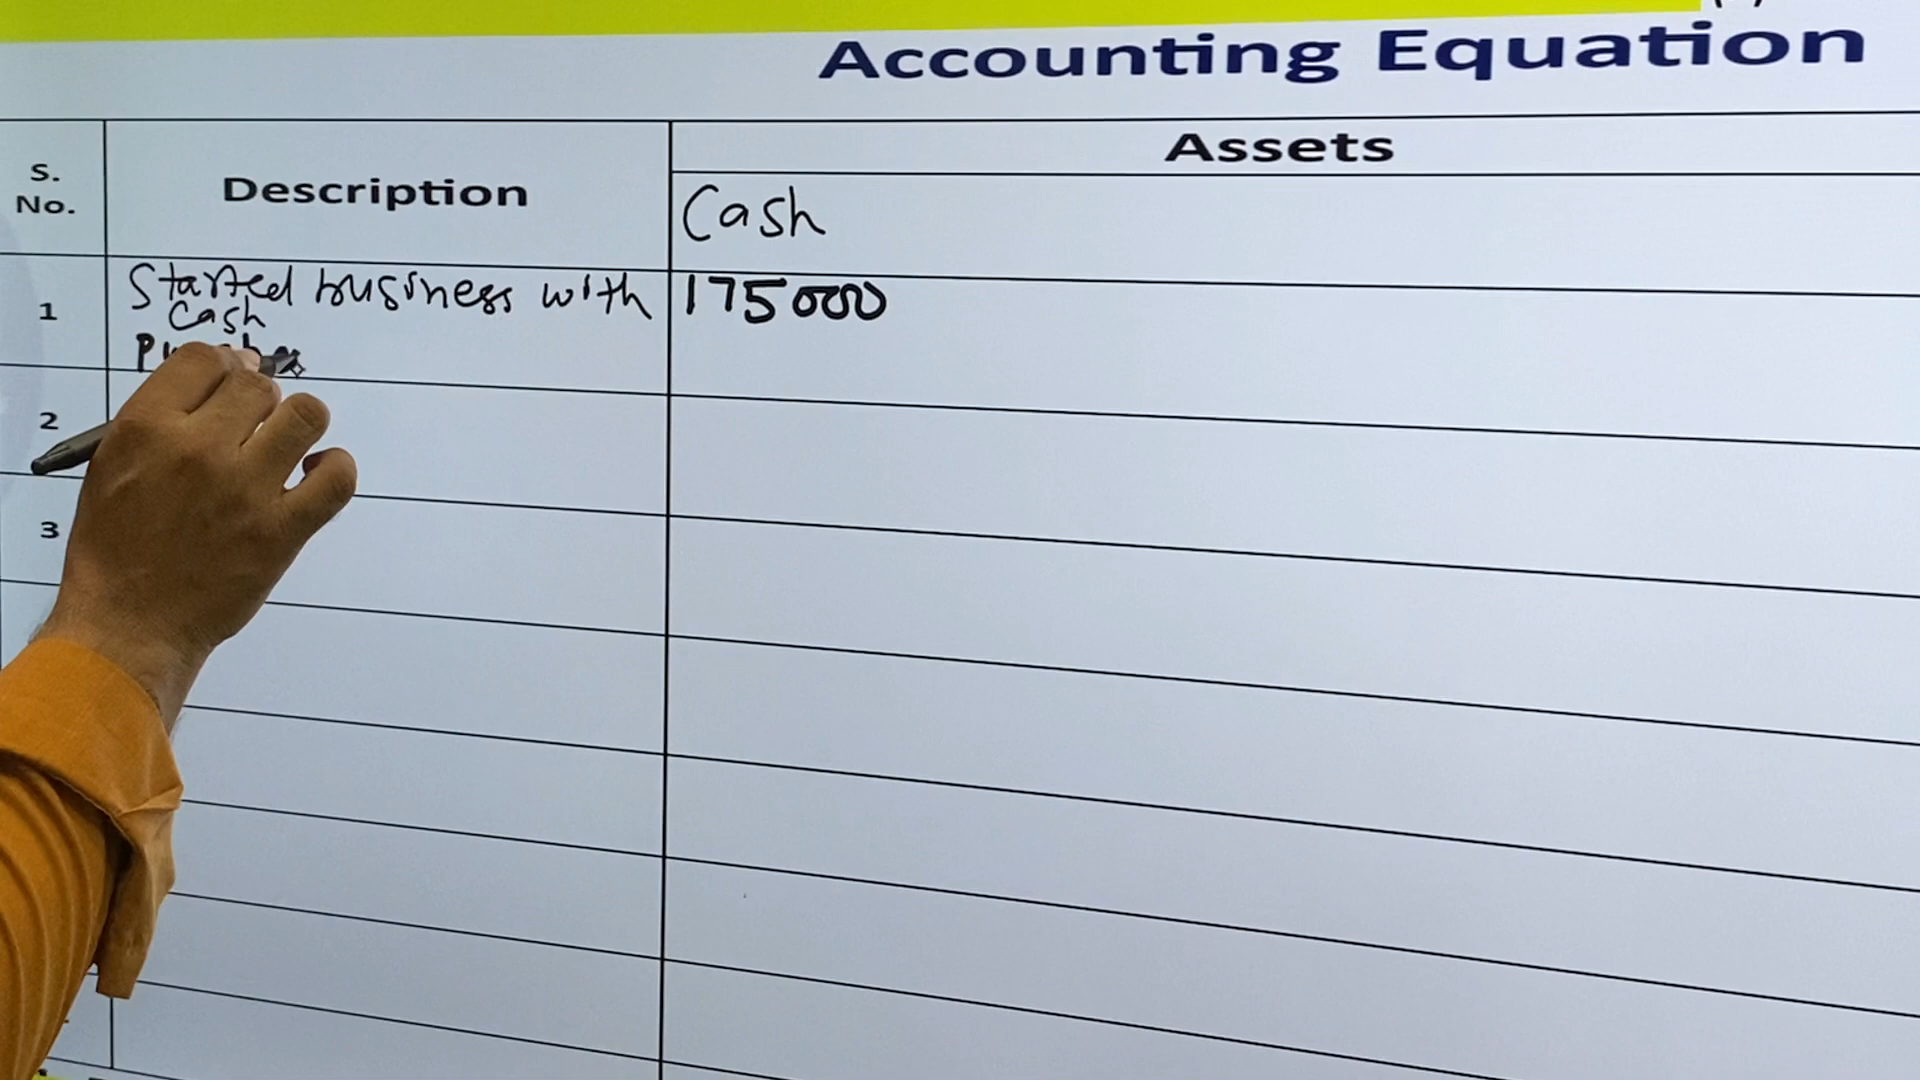 Accounting Equation
S. No.
Description
Assets
Cash
1
Started business with
Cash
175000
2
3